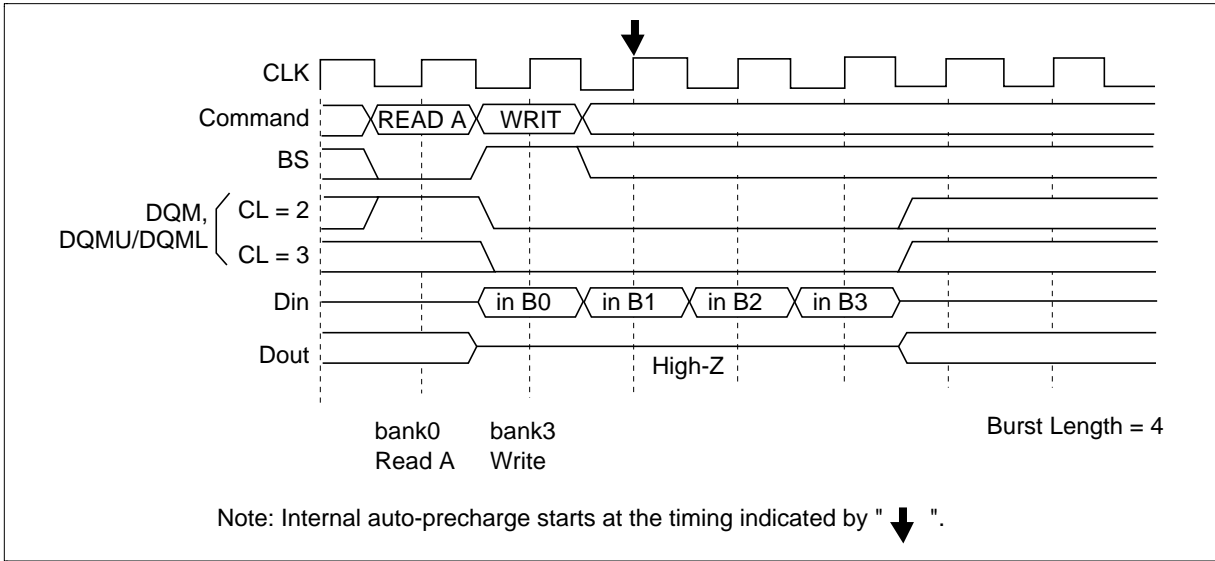 CLK
Command READ A WRIT
BS
DQM, DQMU/DQML CL = 2
CL = 3
Din in B0 in B1 in B2 in B3
Dout High-Z
bank0 Read A
bank3 Write
Burst Length = 4
Note: Internal auto-precharge starts at the timing indicated by " ".